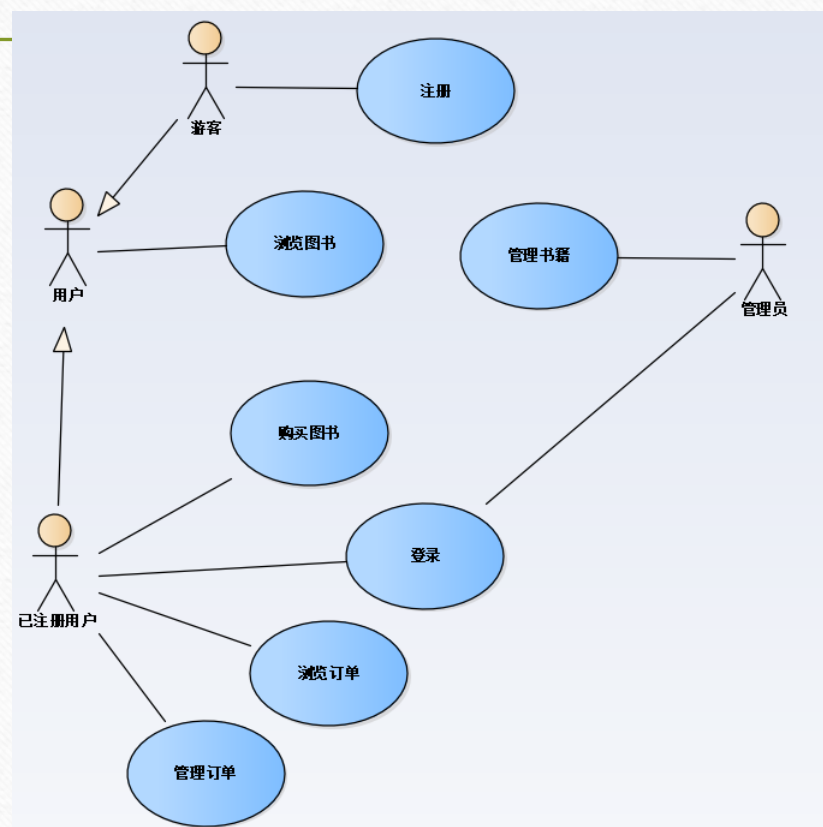 注册
游客
浏览图书
管理书籍
用户
管理员
购买图书
登录
已注册用户
浏览订单
管理订单